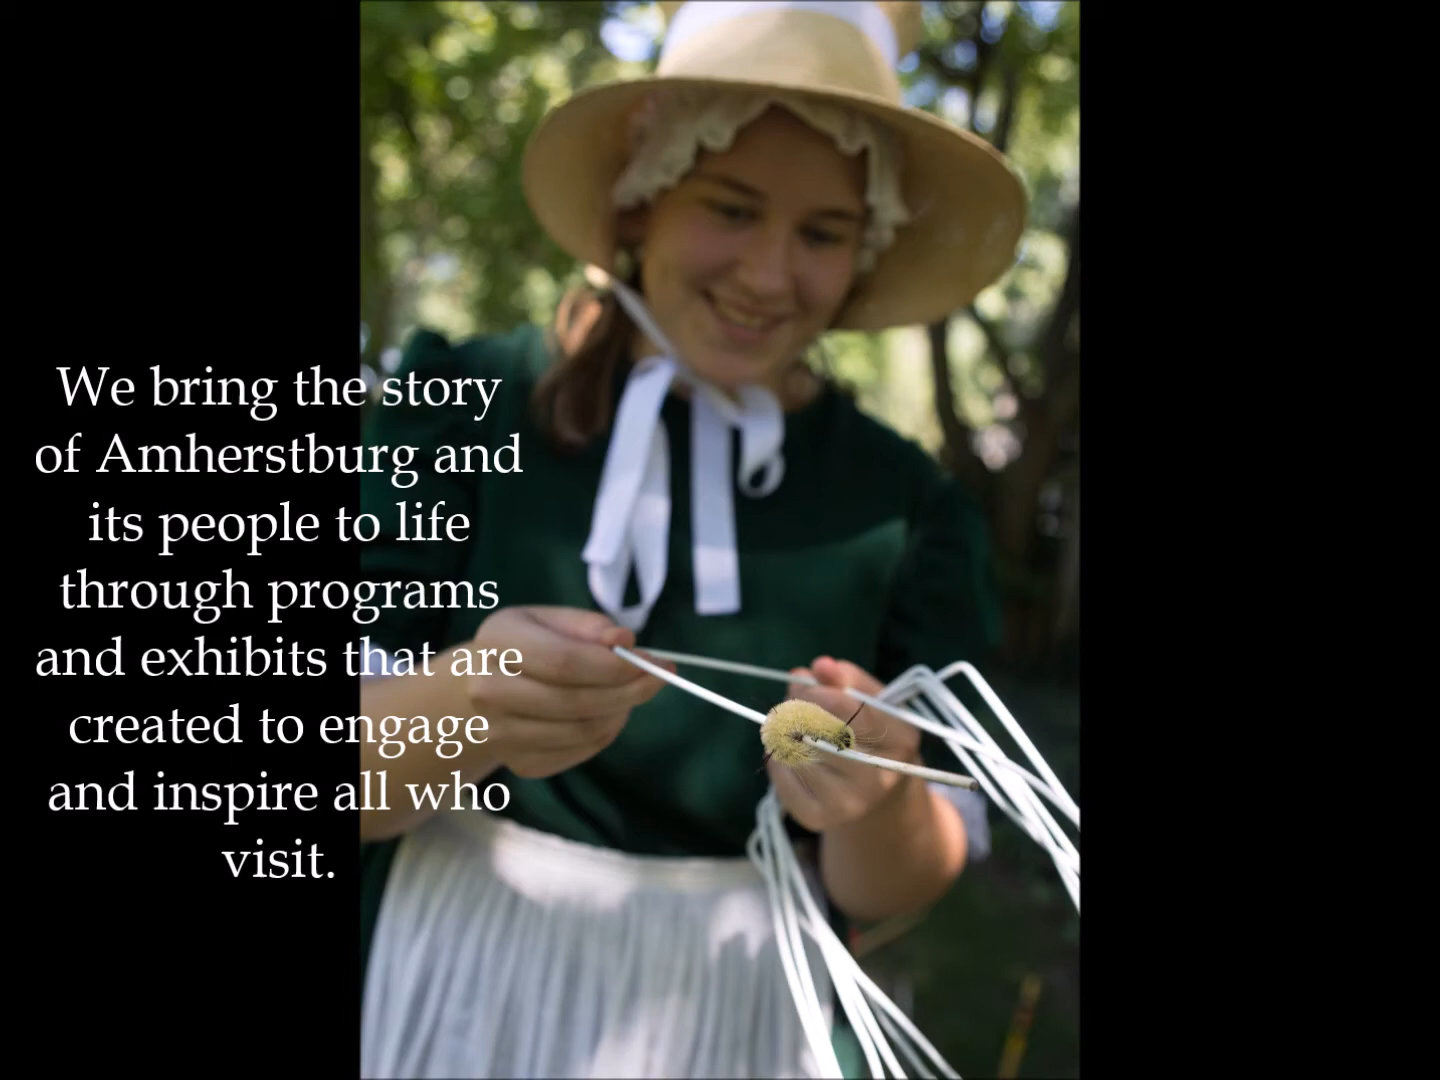 We bring the story
of Amherstburg and
its people to life
through programs
and exhibits that are
created to engage
and inspire all who
visit.